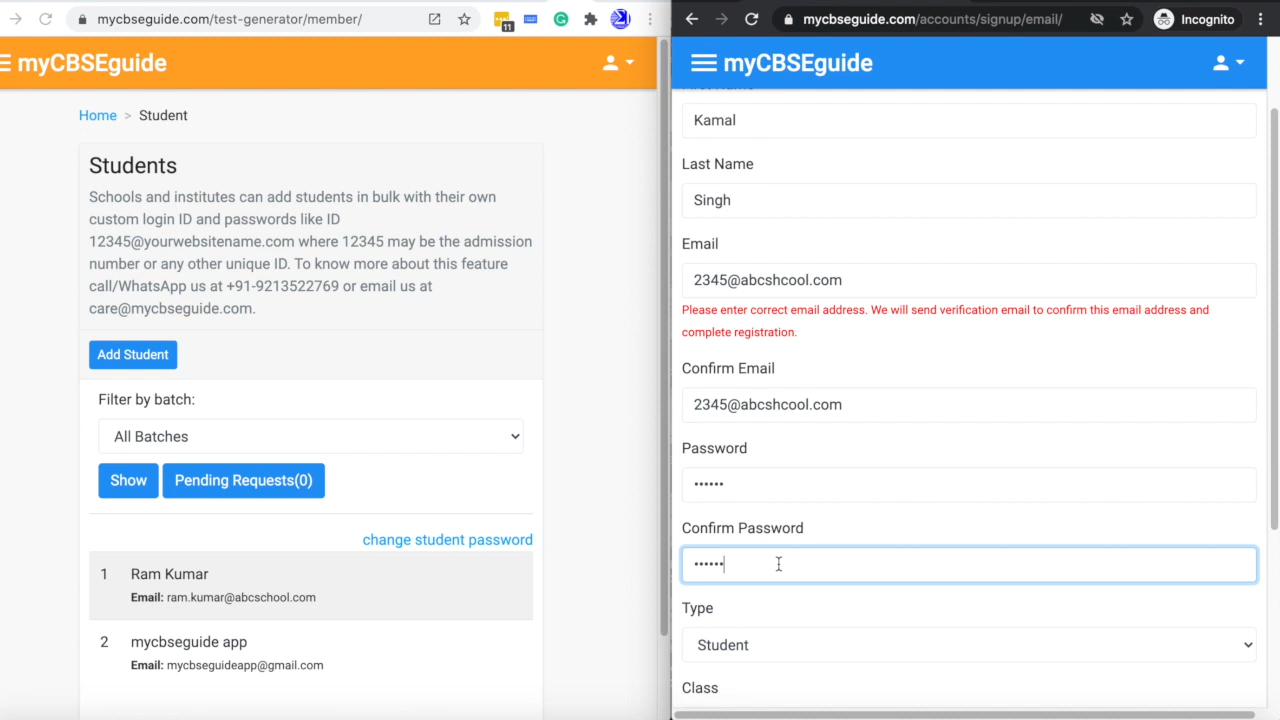 mycbseguide.com/test-generator/member/
11
myCBSEguide
Home > Student
Students
Schools and institutes can add students in bulk with their own
custom login ID and passwords like ID
12345@yourwebsitename.com where 12345 may be the admission
number or any other unique ID. To know more about this feature
call/WhatsApp us at +91-9213522769 or email us at
care@mycbseguide.com.
Add Student
Filter by batch:
All Batches
Show Pending Requests(0)
change student password
1 Ram Kumar
Email: ram.kumar@abcschool.com
2 mycbseguide app
Email: mycbseguideapp@gmail.com
mycbseguide.com/accounts/signup/email/ Incognito
myCBSEguide
First Name
Kamal
Last Name
Singh
Email
2345@abcshcool.com
Please enter correct email address. We will send verification email to confirm this email address and
complete registration.
Confirm Email
2345@abcshcool.com
Password
••••••
Confirm Password
••••••
Type
Student
Class